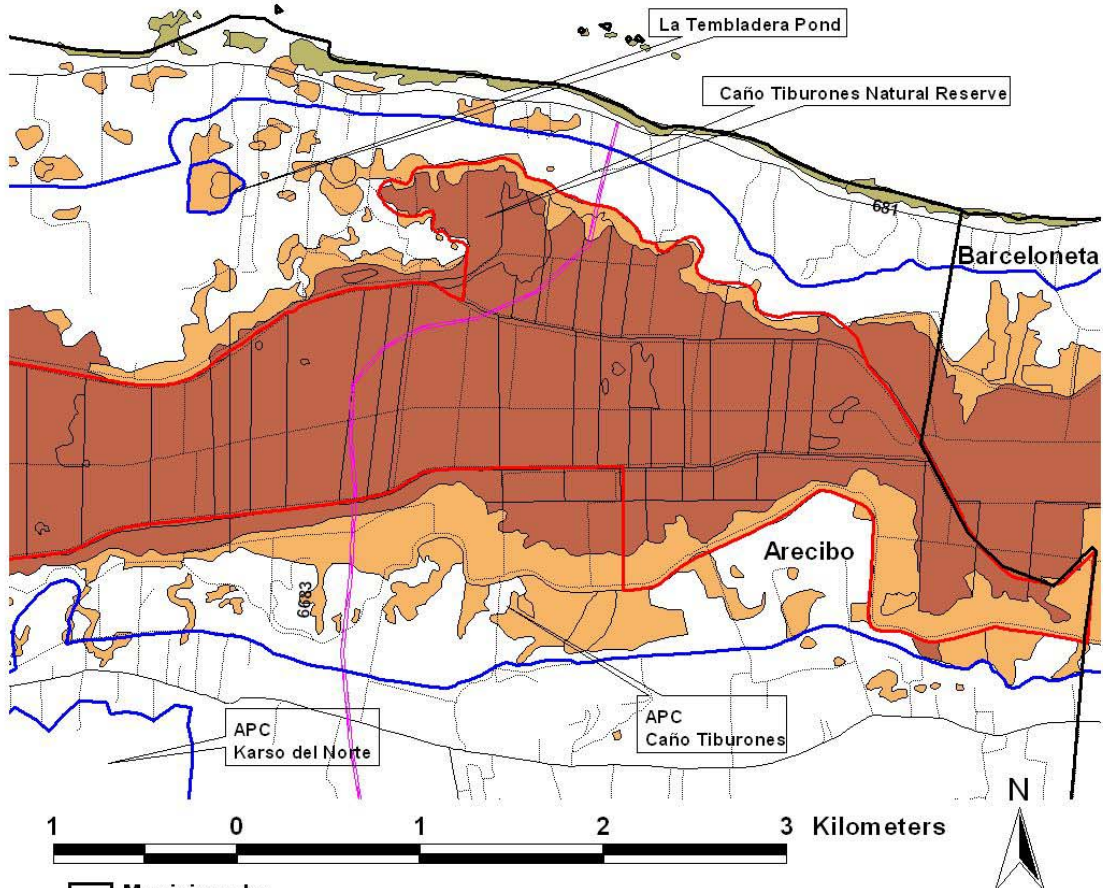 La Tembladera Pond
Caño Tiburones Natural Reserve
681
Barceloneta
Arecibo
6683
APC
Karso del Norte
APC
Caño Tiburones
N
1 0 1 2 3 Kilometers